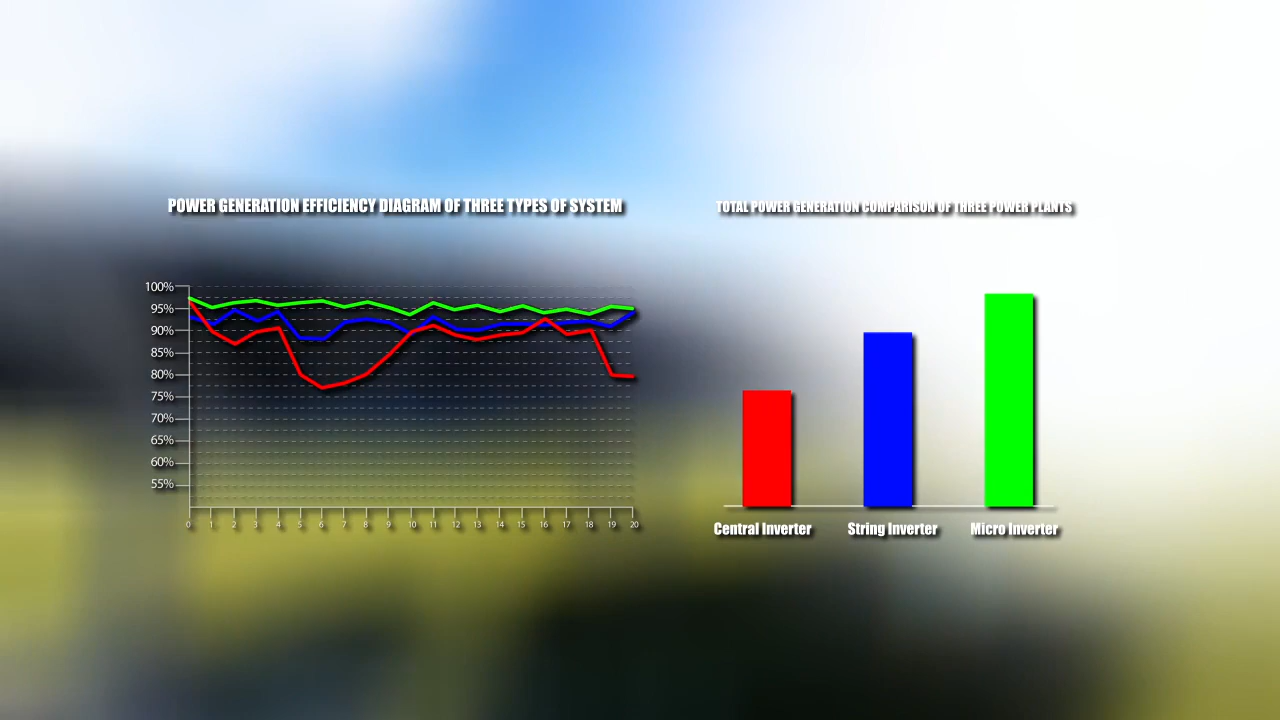 POWER GENERATION EFFICIENCY DIAGRAM OF THREE TYPES OF SYSTEM
100%
95%
90%
85%
80%
75%
70%
65%
60%
55%
0 1 2 3 4 5 6 7 8 9 10 11 12 13 14 15 16 17 18 19 20
TOTAL POWER GENERATION COMPARISON OF THREE POWER PLANTS
Central Inverter String Inverter Micro Inverter